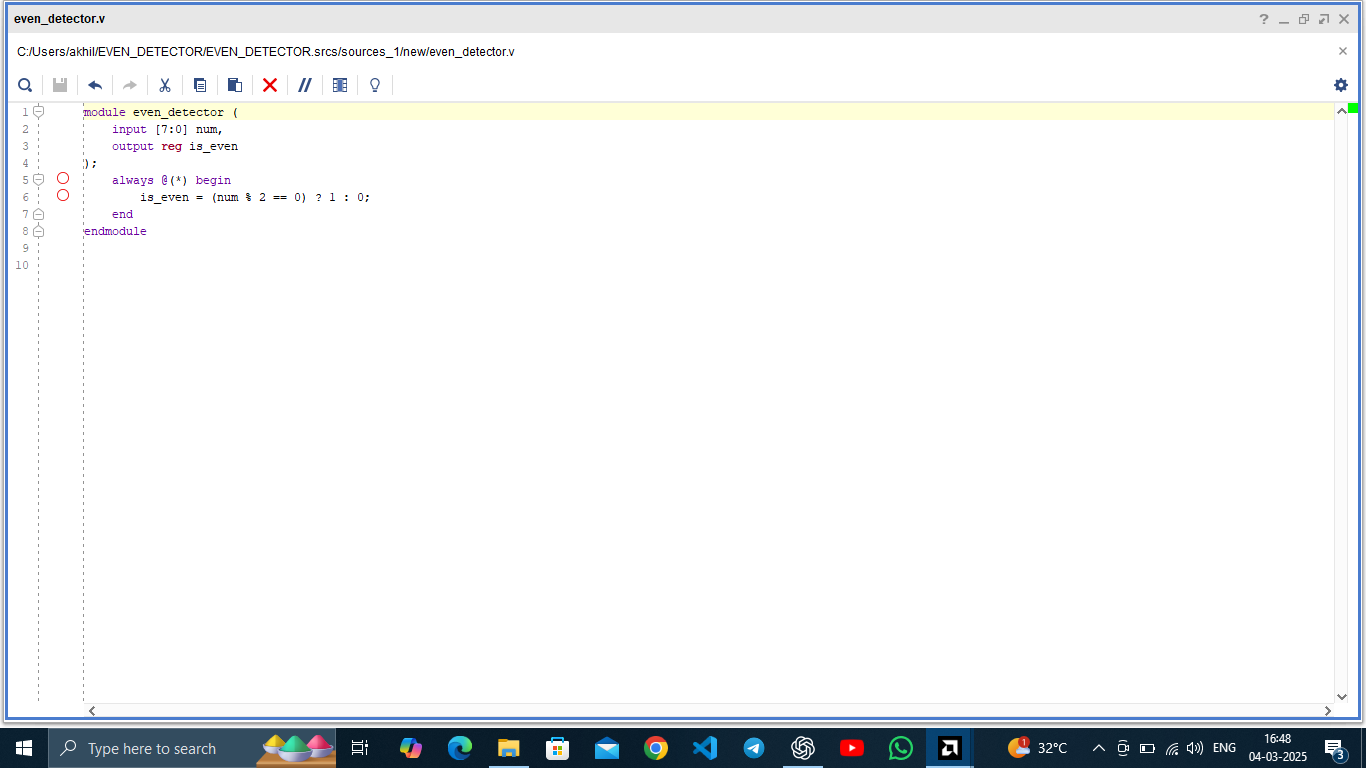 even_detector.v
C:/Users/akhil/EVEN_DETECTOR/EVEN_DETECTOR.srcs/sources_1/new/even_detector.v
1 module even_detector (
2     input [7:0] num,
3     output reg is_even
4 );
5     always @(*) begin
6         is_even = (num % 2 == 0) ? 1 : 0;
7     end
8 endmodule
9
10
Type here to search
1
32°C
ENG
16:48
04-03-2025
3